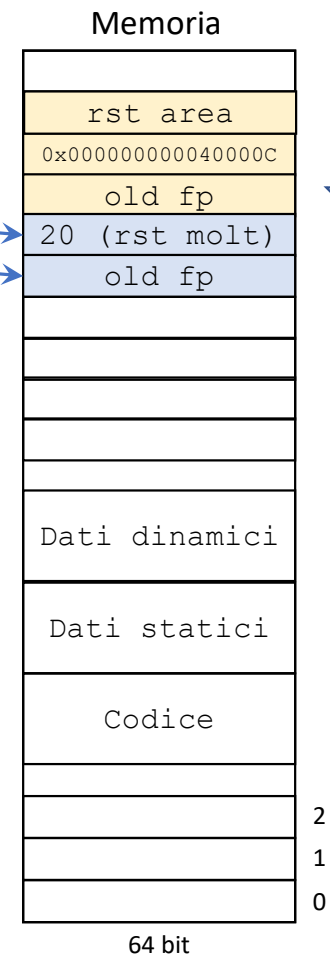 Memoria
rst area
0x000000000040000C
old fp
20 (rst molt)
old fp
Dati dinamici
Dati statici
Codice
2
1
0
64 bit